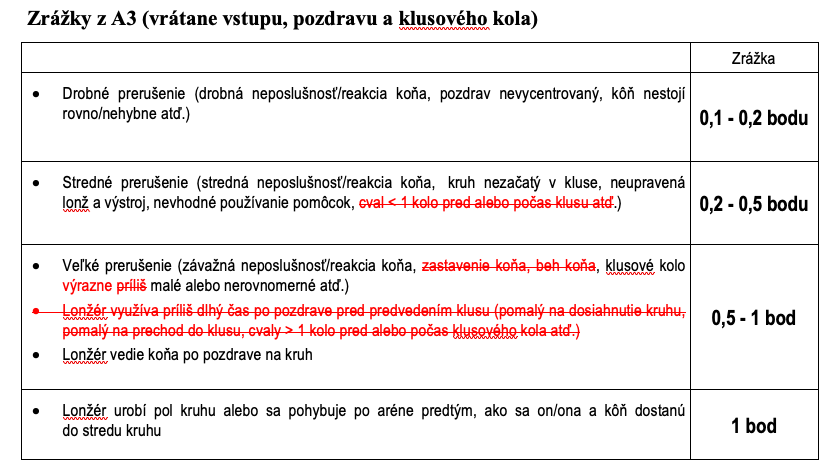 Zrážky z A3 (vrátane vstupu, pozdravu a klusového kola)
Zrážka
• Drobné prerušenie (drobná neposlušnosť/reakcia koňa, pozdrav nevycentrovaný, kôň nestojí
rovno/nehybne atď.)
0,1 - 0,2 bodu
• Stredné prerušenie (stredná neposlušnosť/reakcia koňa, kruh nezačatý v kluse, neupravená
lonž a výstroj, nevhodné používanie pomôcok, cval < 1 kolo pred alebo počas klusu atď.)
0,2 - 0,5 bodu
• Veľké prerušenie (závažná neposlušnosť/reakcia koňa, zastavenie koňa, beh koňa, klusové kolo
výrazne príliš malé alebo nerovnomerné atď.)
• Lonžér využíva príliš dlhý čas po pozdrave pred predvedením klusu (pomalý na dosiahnutie kruhu,
pomalý na prechod do klusu, cvaly > 1 kolo pred alebo počas klusového kola atď.)
• Lonžér vedie koňa po pozdrave na kruh
0,5 - 1 bod
• Lonžér urobí pol kruhu alebo sa pohybuje po aréne predtým, ako sa on/ona a kôň dostanú
do stredu kruhu
1 bod